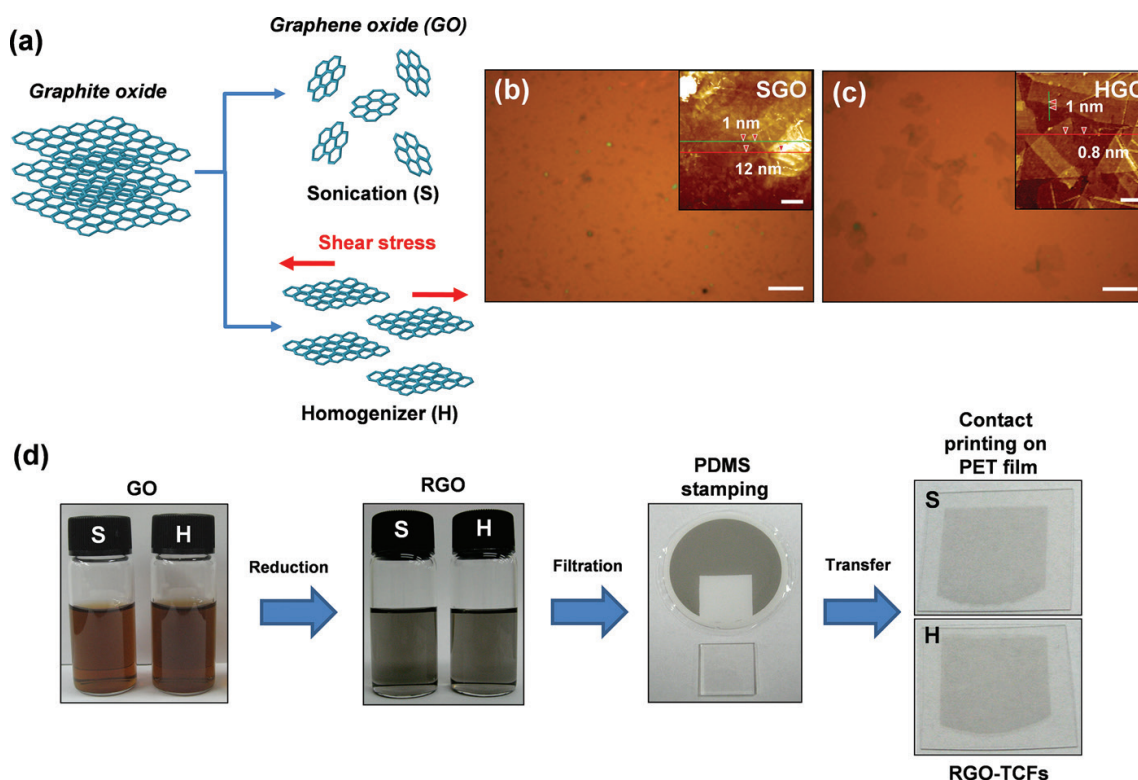 (a)
Graphite oxide
Graphene oxide (GO)
Sonication (S)
Shear stress
Homogenizer (H)
(b)
SGO
1 nm
12 nm
(c)
HGO
1 nm
0.8 nm
(d)
GO
S
H
Reduction
RGO
S
H
Filtration
PDMS
stamping
Transfer
Contact
printing on
PET film
S
H
RGO-TCFs